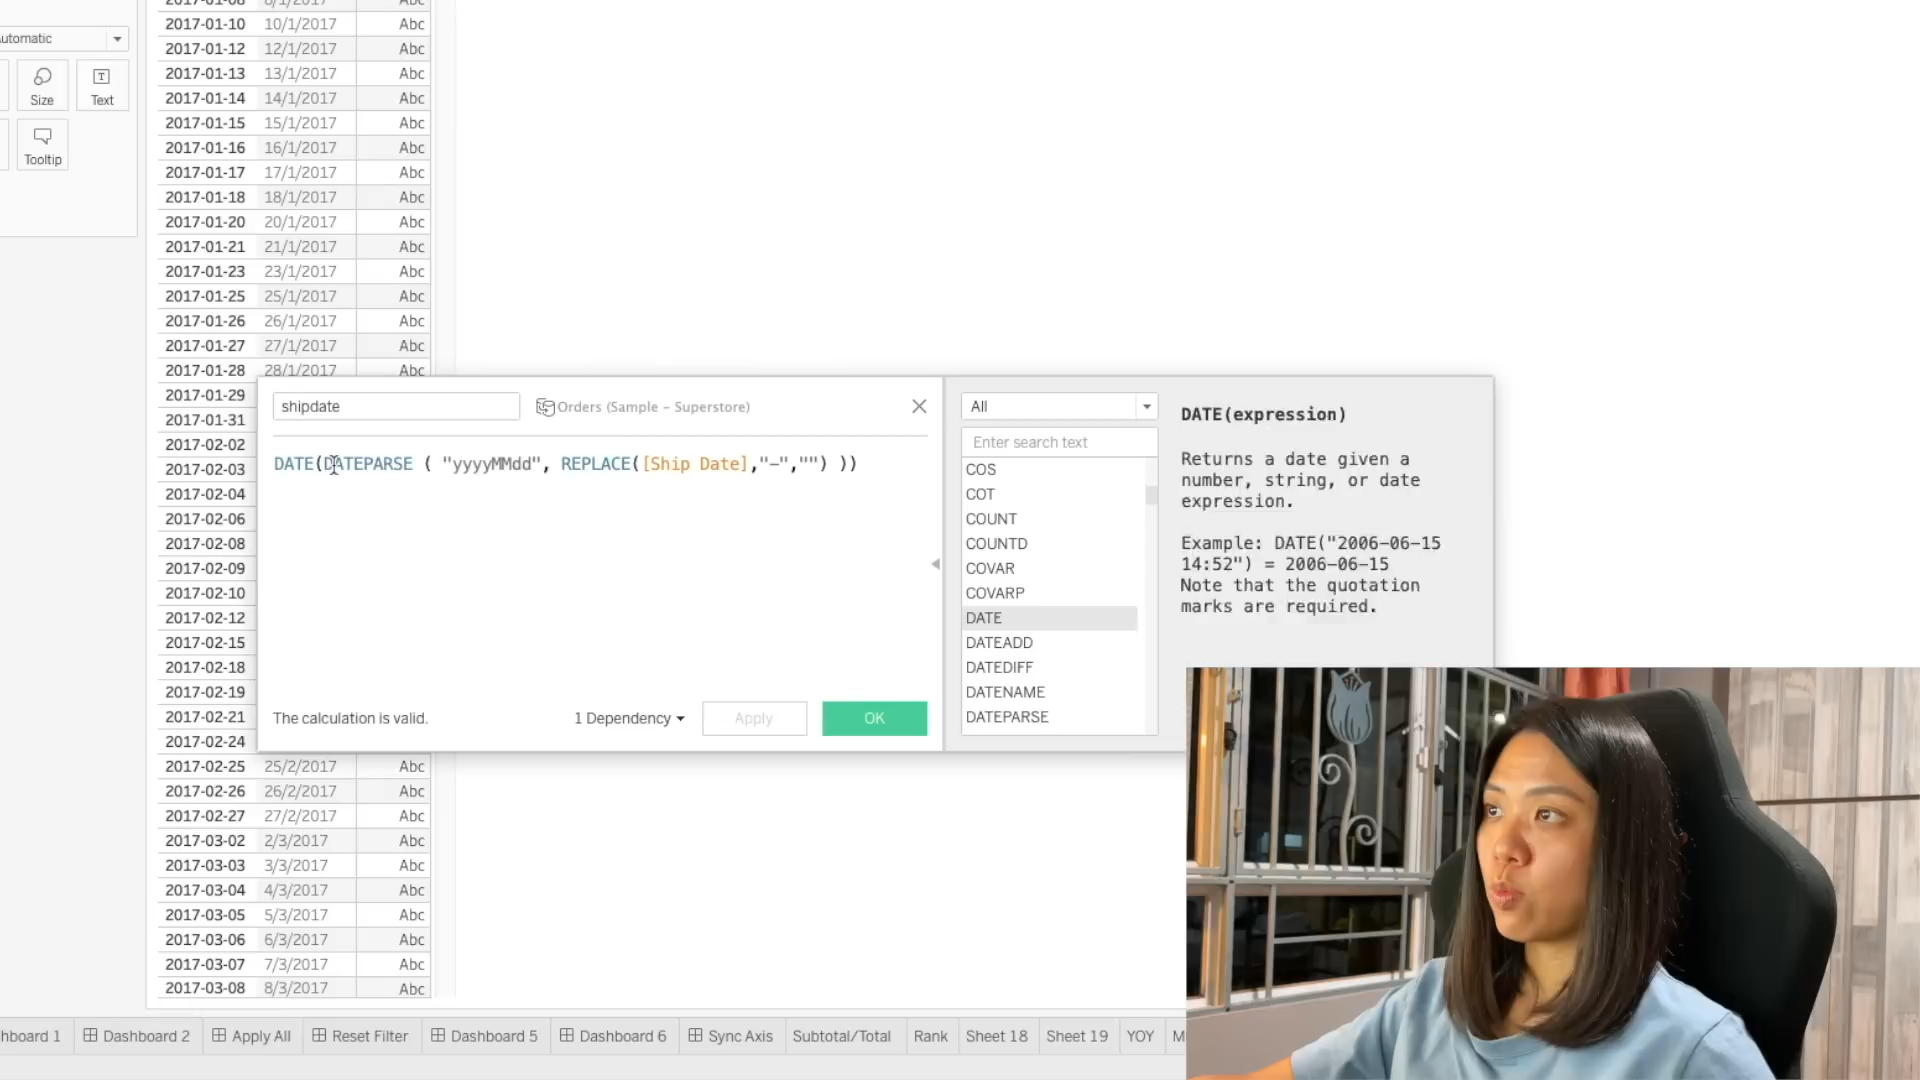 2017-01-10 10/1/2017 Abc
2017-01-12 12/1/2017 Abc
2017-01-13 13/1/2017 Abc
2017-01-14 14/1/2017 Abc
2017-01-15 15/1/2017 Abc
2017-01-16 16/1/2017 Abc
2017-01-17 17/1/2017 Abc
2017-01-18 18/1/2017 Abc
2017-01-20 20/1/2017 Abc
2017-01-21 21/1/2017 Abc
2017-01-23 23/1/2017 Abc
2017-01-25 25/1/2017 Abc
2017-01-26 26/1/2017 Abc
2017-01-27 27/1/2017 Abc
2017-01-28 28/1/2017 Abc
2017-01-29
2017-01-31
2017-02-02
2017-02-03
2017-02-04
2017-02-06
2017-02-08
2017-02-09
2017-02-10
2017-02-12
2017-02-15
2017-02-18
2017-02-19
2017-02-21
2017-02-24
2017-02-25 25/2/2017 Abc
2017-02-26 26/2/2017 Abc
2017-02-27 27/2/2017 Abc
2017-03-02 2/3/2017 Abc
2017-03-03 3/3/2017 Abc
2017-03-04 4/3/2017 Abc
2017-03-05 5/3/2017 Abc
2017-03-06 6/3/2017 Abc
2017-03-07 7/3/2017 Abc
2017-03-08 8/3/2017 Abc
utomatic
Size
Text
Tooltip
shipdate
Orders (Sample – Superstore)
DATE(DATEPARSE ( "yyyyMMdd", REPLACE([Ship Date],"-","") ))
The calculation is valid.
1 Dependency
Apply
OK
All
Enter search text
COS
COT
COUNT
COUNTD
COVAR
COVARP
DATE
DATEADD
DATEDIFF
DATENAME
DATEPARSE
DATE(expression)
Returns a date given a
number, string, or date
expression.
Example: DATE("2006-06-15
14:52") = 2006-06-15
Note that the quotation
marks are required.
hboard 1
Dashboard 2
Apply All
Reset Filter
Dashboard 5
Dashboard 6
Sync Axis
Subtotal/Total
Rank
Sheet 18
Sheet 19
YOY